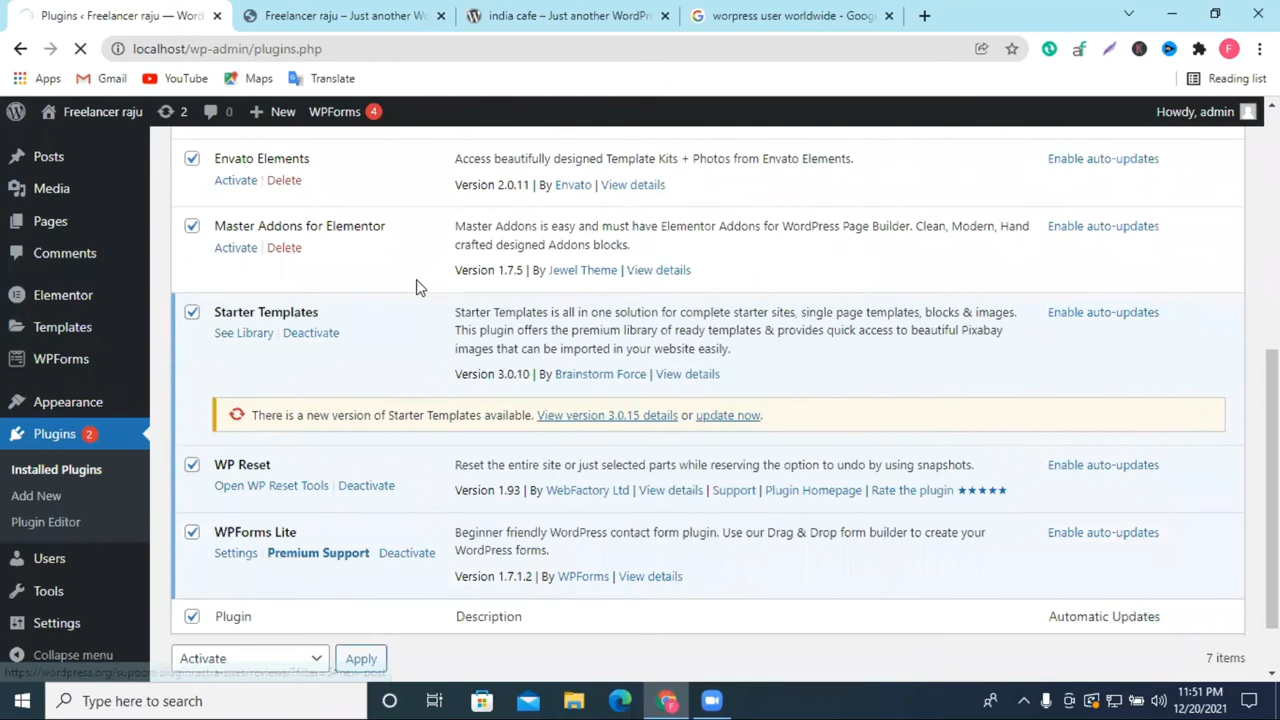 Plugins ‹ Freelancer raju — Word
Freelancer raju – Just another W
india cafe – Just another WordPr
worpress user worldwide - Googl
localhost/wp-admin/plugins.php
Apps
Gmail
YouTube
Maps
Translate
Reading list
Freelancer raju
2
0
New
WPForms 4
Howdy, admin
Posts
Media
Pages
Comments
Elementor
Templates
WPForms
Appearance
Plugins 2
Installed Plugins
Add New
Plugin Editor
Users
Tools
Settings
Collapse menu
Envato Elements
Activate | Delete
Access beautifully designed Template Kits + Photos from Envato Elements.
Version 2.0.11 | By Envato | View details
Enable auto-updates
Master Addons for Elementor
Activate | Delete
Master Addons is easy and must have Elementor Addons for WordPress Page Builder. Clean, Modern, Hand
crafted designed Addons blocks.
Version 1.7.5 | By Jewel Theme | View details
Enable auto-updates
Starter Templates
See Library | Deactivate
Starter Templates is all in one solution for complete starter sites, single page templates, blocks & images.
This plugin offers the premium library of ready templates & provides quick access to beautiful Pixabay
images that can be imported in your website easily.
Version 3.0.10 | By Brainstorm Force | View details
Enable auto-updates
There is a new version of Starter Templates available. View version 3.0.15 details or update now.
WP Reset
Open WP Reset Tools | Deactivate
Reset the entire site or just selected parts while reserving the option to undo by using snapshots.
Version 1.93 | By WebFactory Ltd | View details | Support | Plugin Homepage | Rate the plugin ★★★★★
Enable auto-updates
WPForms Lite
Settings | Premium Support | Deactivate
Beginner friendly WordPress contact form plugin. Use our Drag & Drop form builder to create your
WordPress forms.
Version 1.7.1.2 | By WPForms | View details
Enable auto-updates
Plugin
Description
Automatic Updates
Activate
Apply
7 items
Type here to search
11:51 PM
12/20/2021